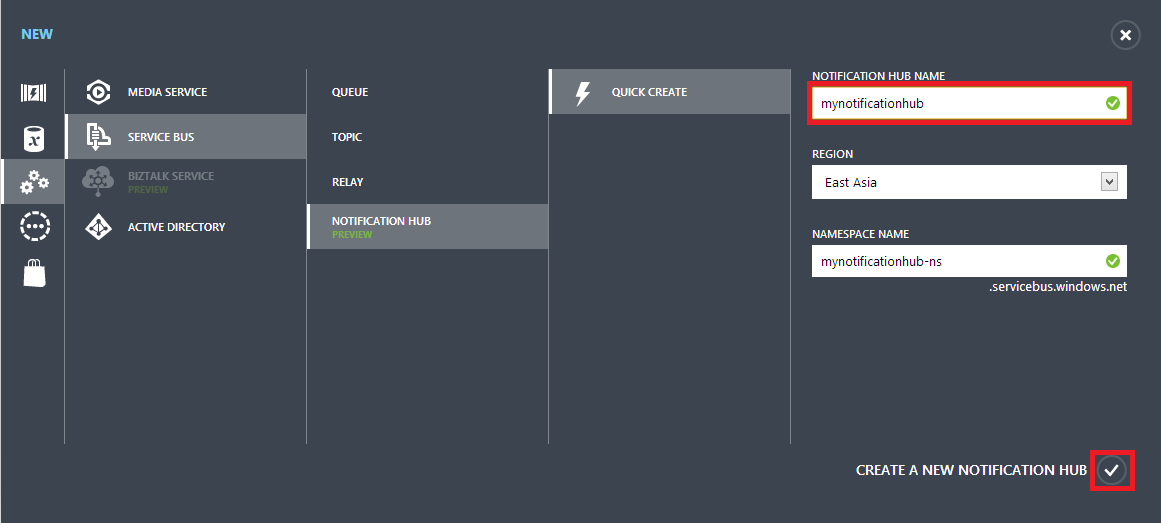 NEW
MEDIA SERVICE
SERVICE BUS
BIZTALK SERVICE
PREVIEW
ACTIVE DIRECTORY
QUEUE
TOPIC
RELAY
NOTIFICATION HUB
PREVIEW
QUICK CREATE
NOTIFICATION HUB NAME
mynotificationhub
REGION
East Asia
NAMESPACE NAME
mynotificationhub-ns
.servicebus.windows.net
CREATE A NEW NOTIFICATION HUB